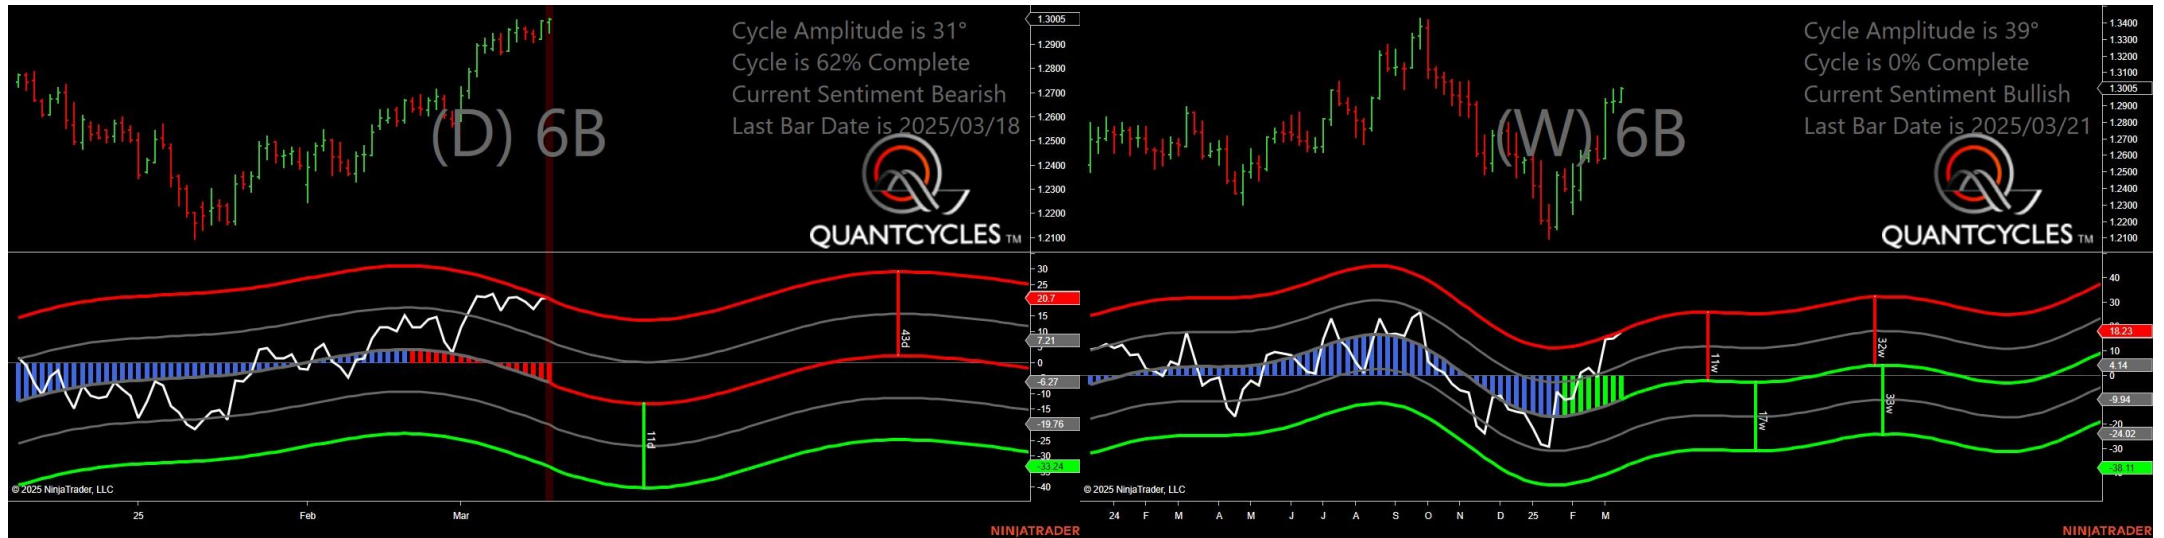 Cycle Amplitude is 31°
Cycle is 62% Complete
Current Sentiment Bearish
Last Bar Date is 2025/03/18
(D) 6B
QUANTCYCLES TM
1.3005
1.2900
1.2800
1.2700
1.2600
1.2500
1.2400
1.2300
1.2200
1.2100
30
25
20.7
15
10
7.21
0
-6.27
-10
-15
-19.76
-25
-30
-33.24
-40
43d
11d
© 2025 NinjaTrader, LLC
25 Feb Mar
NINJATRADER
Cycle Amplitude is 39°
Cycle is 0% Complete
Current Sentiment Bullish
Last Bar Date is 2025/03/21
(W) 6B
QUANTCYCLES TM
1.3400
1.3300
1.3200
1.3100
1.3005
1.2900
1.2800
1.2700
1.2600
1.2500
1.2400
1.2300
1.2200
1.2100
40
30
18.23
10
4.14
0
-9.94
-20
-24.02
-30
-38.11
11w
17w
32w
33w
© 2025 NinjaTrader, LLC
24 F M A M J J A S O N D 25 F M
NINJATRADER